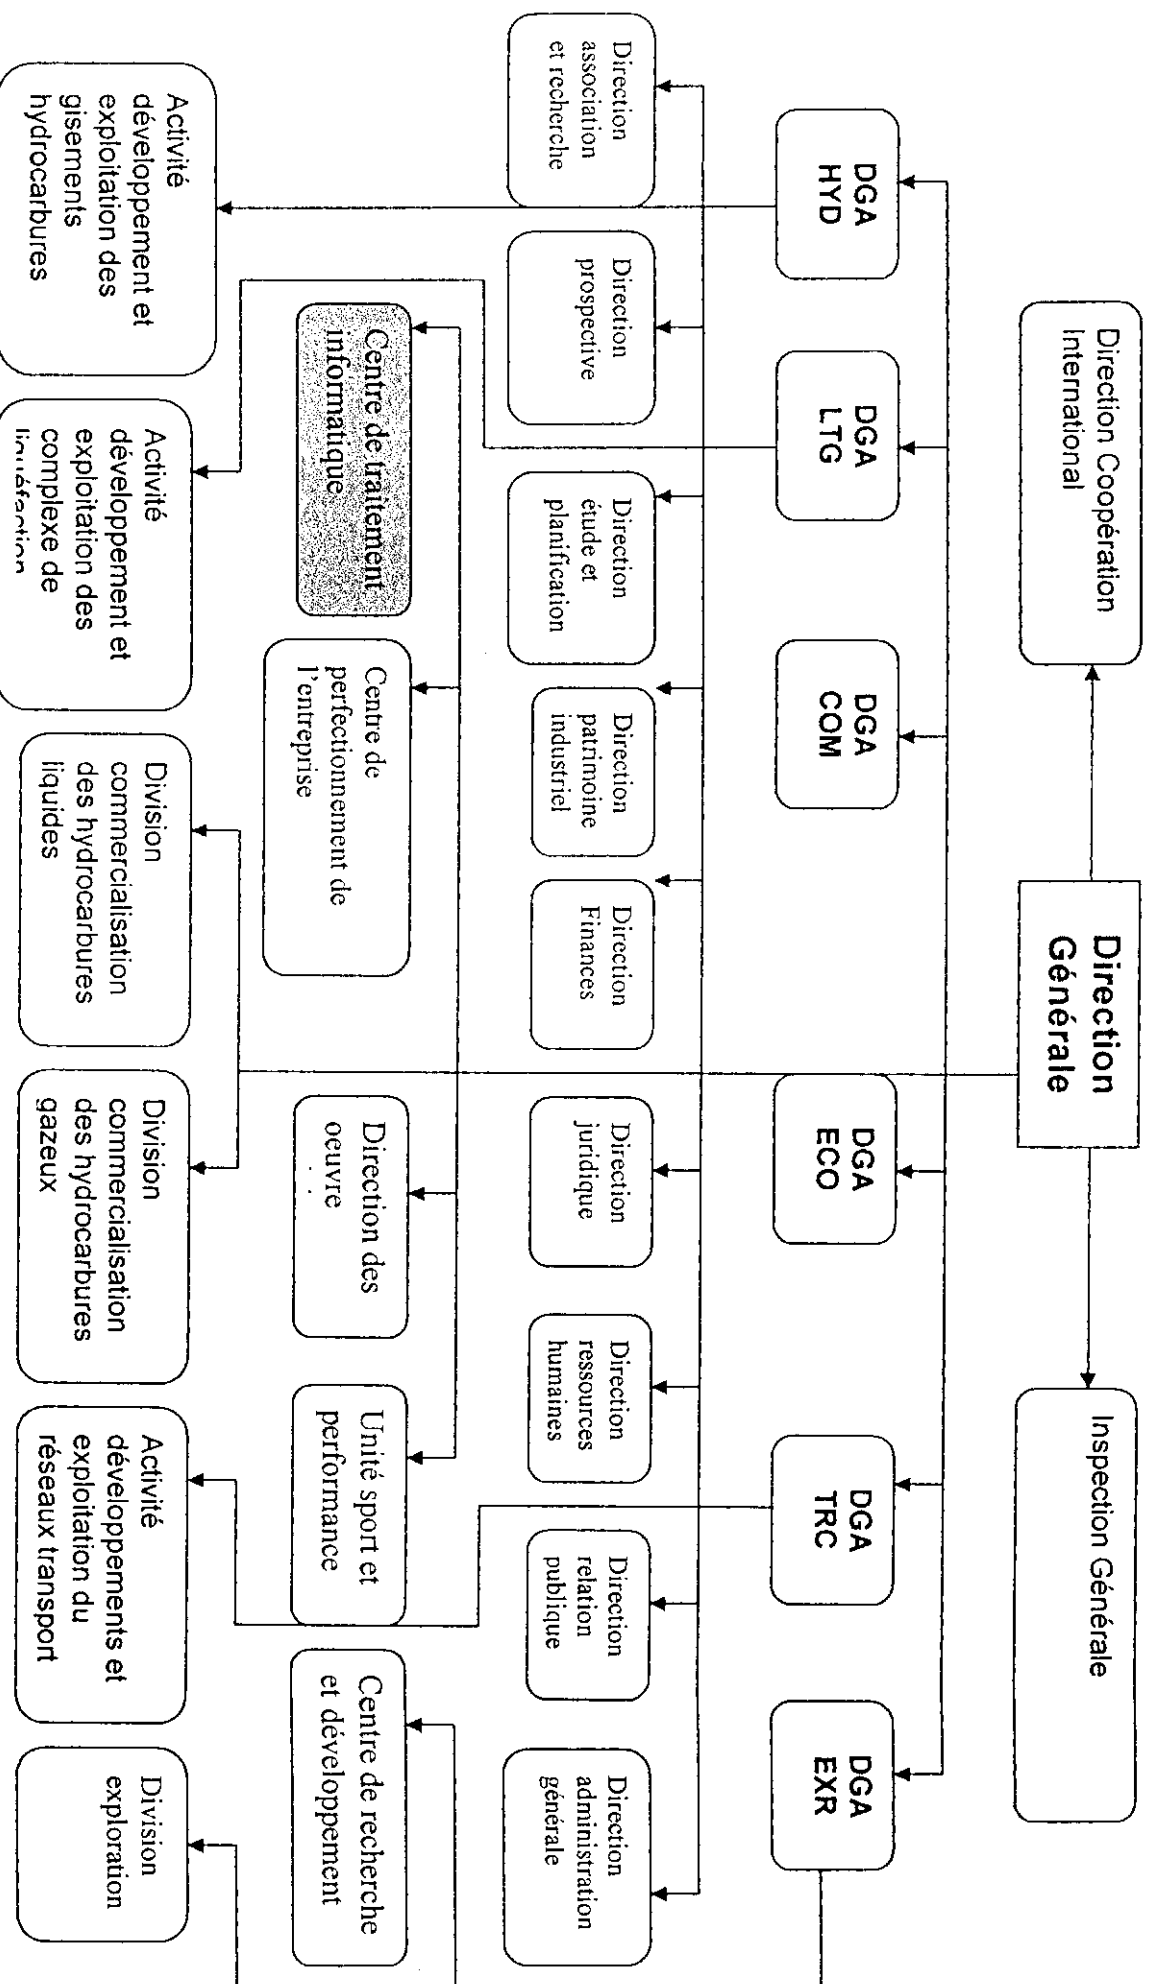 Direction
Générale
Direction Coopération
International
Inspection Générale
DGA
HYD
DGA
LTG
DGA
COM
DGA
ECO
DGA
TRC
DGA
EXR
Direction
association
et recherche
Direction
prospective
Direction
étude et
planification
Direction
patrimoine
industriel
Direction
Finances
Direction
juridique
Direction
ressources
humaines
Direction
relation
publique
Direction
administration
générale
Centre de traitement
informatique
Centre de
perfectionnement de
l'entreprise
Direction des
oeuvre
Unité sport et
performance
Centre de recherche
et développement
Activité
développement et
exploitation des
gisements
hydrocarbures
Activité
développement et
exploitation des
complexe de
Division
commercialisation
des hydrocarbures
liquides
Division
commercialisation
des hydrocarbures
gazeux
Activité
développements et
exploitation du
réseaux transport
Division
exploration